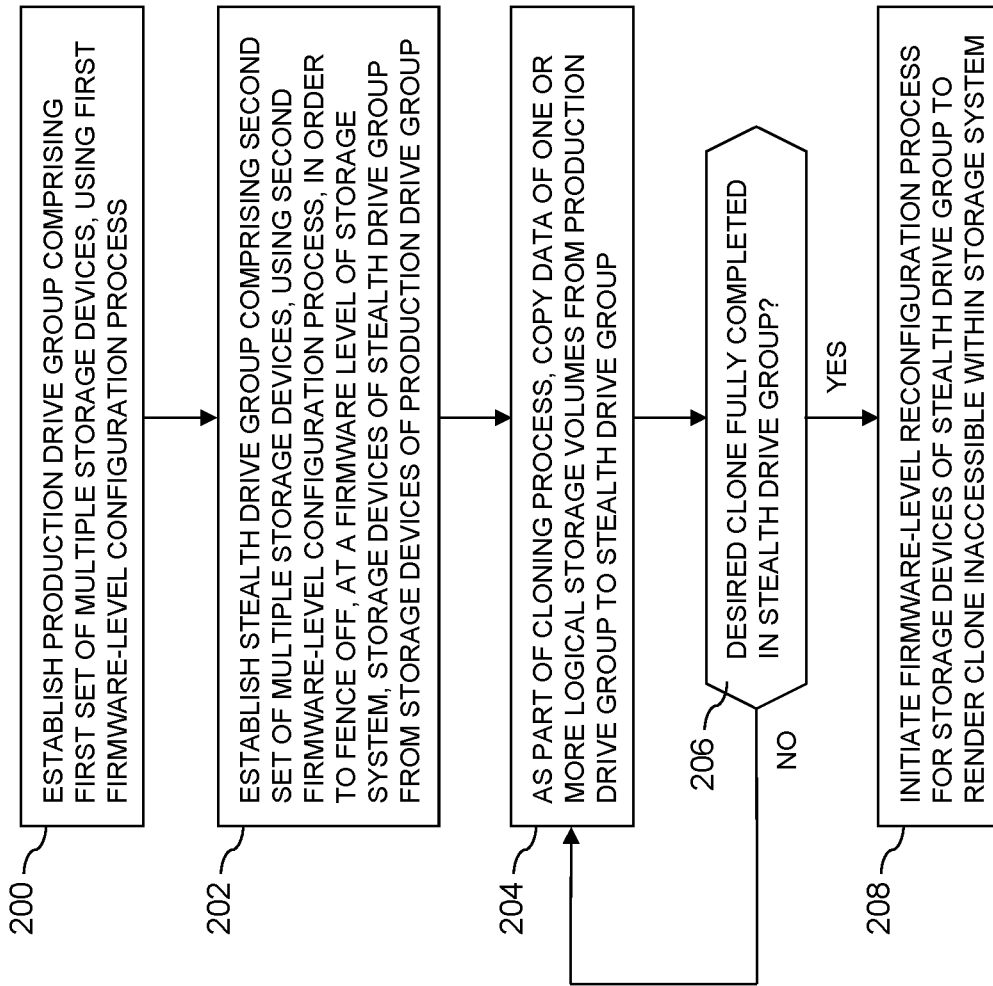 200
ESTABLISH PRODUCTION DRIVE GROUP COMPRISING
FIRST SET OF MULTIPLE STORAGE DEVICES, USING FIRST
FIRMWARE-LEVEL CONFIGURATION PROCESS
202
ESTABLISH STEALTH DRIVE GROUP COMPRISING SECOND
SET OF MULTIPLE STORAGE DEVICES, USING SECOND
FIRMWARE-LEVEL CONFIGURATION PROCESS, IN ORDER
TO FENCE OFF, AT A FIRMWARE LEVEL OF STORAGE
SYSTEM, STORAGE DEVICES OF STEALTH DRIVE GROUP
FROM STORAGE DEVICES OF PRODUCTION DRIVE GROUP
204
AS PART OF CLONING PROCESS, COPY DATA OF ONE OR
MORE LOGICAL STORAGE VOLUMES FROM PRODUCTION
DRIVE GROUP TO STEALTH DRIVE GROUP
206
DESIRED CLONE FULLY COMPLETED
IN STEALTH DRIVE GROUP?
NO
YES
208
INITIATE FIRMWARE-LEVEL RECONFIGURATION PROCESS
FOR STORAGE DEVICES OF STEALTH DRIVE GROUP TO
RENDER CLONE INACCESSIBLE WITHIN STORAGE SYSTEM